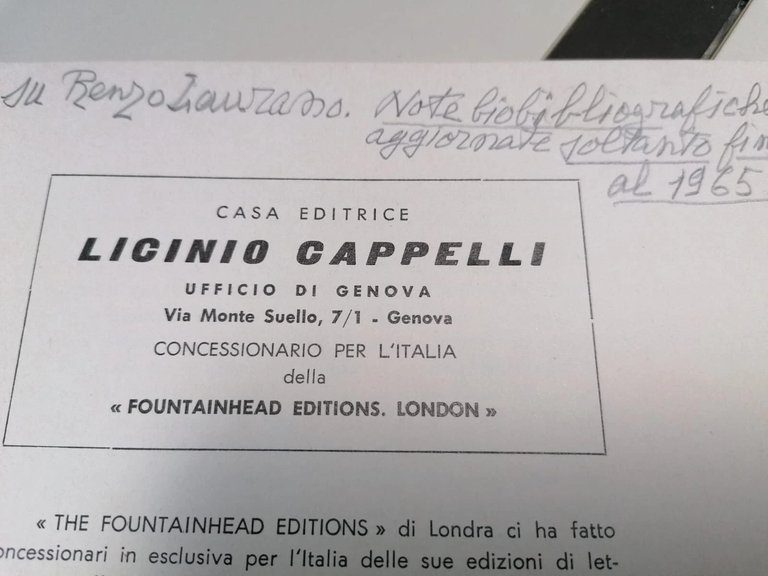 su Renzo Laurano. Note biobibliografiche
aggiornate soltanto fin
al 1965.
CASA EDITRICE
LICINIO CAPPELLI
UFFICIO DI GENOVA
Via Monte Suello, 7/1 - Genova
CONCESSIONARIO PER L'ITALIA
della
« FOUNTAINHEAD EDITIONS. LONDON »
« THE FOUNTAINHEAD EDITIONS » di Londra ci ha fatto
oncessionari in esclusiva per l'Italia delle sue edizioni di let-